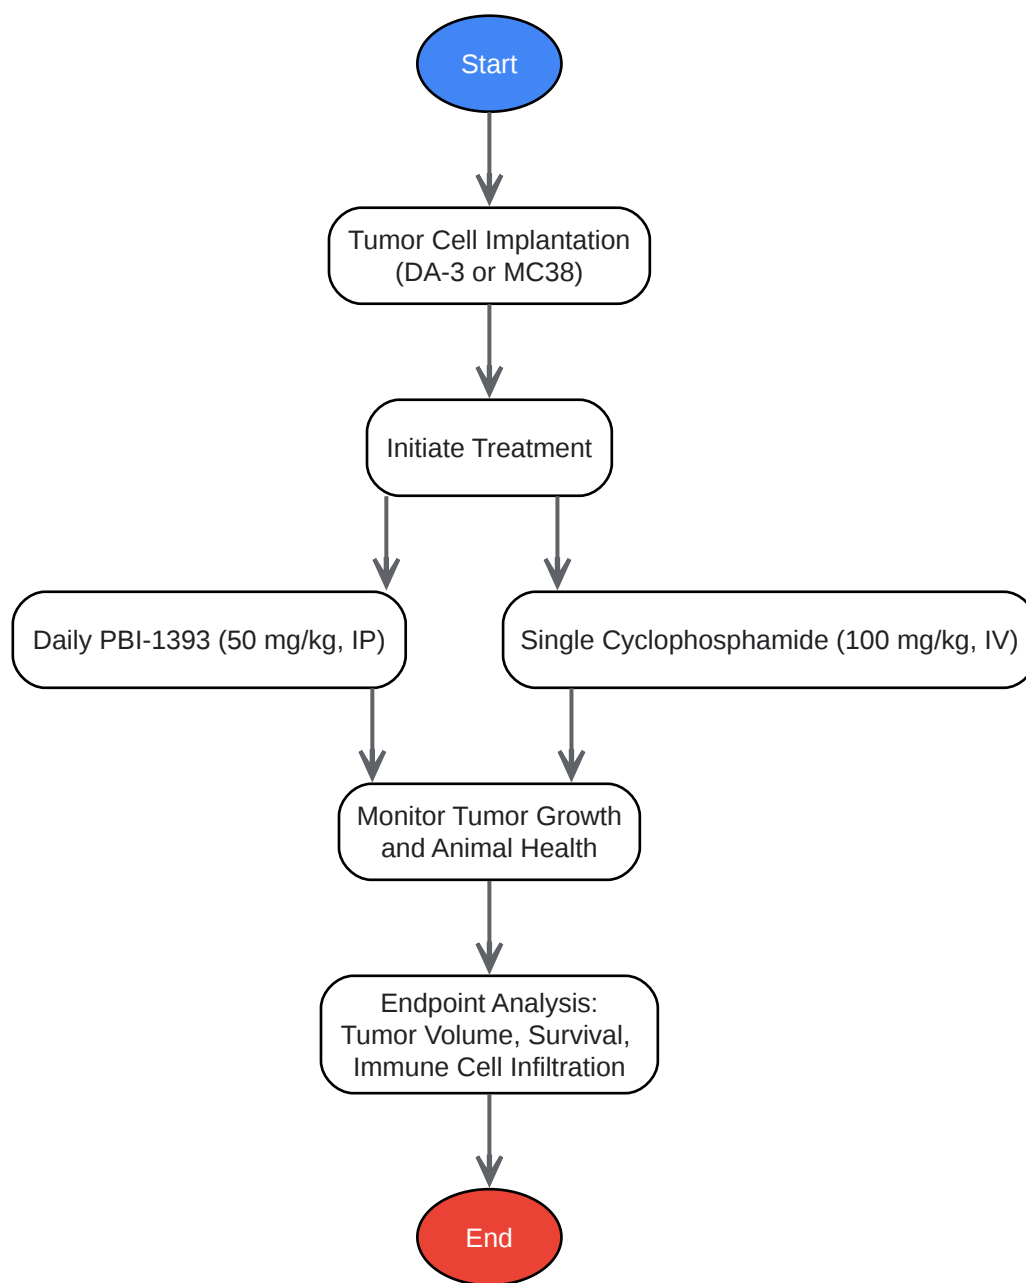 Start
Tumor Cell Implantation
(DA-3 or MC38)
Initiate Treatment
Daily PBI-1393 (50 mg/kg, IP)
Single Cyclophosphamide (100 mg/kg, IV)
Monitor Tumor Growth
and Animal Health
Endpoint Analysis:
Tumor Volume, Survival,
Immune Cell Infiltration
End